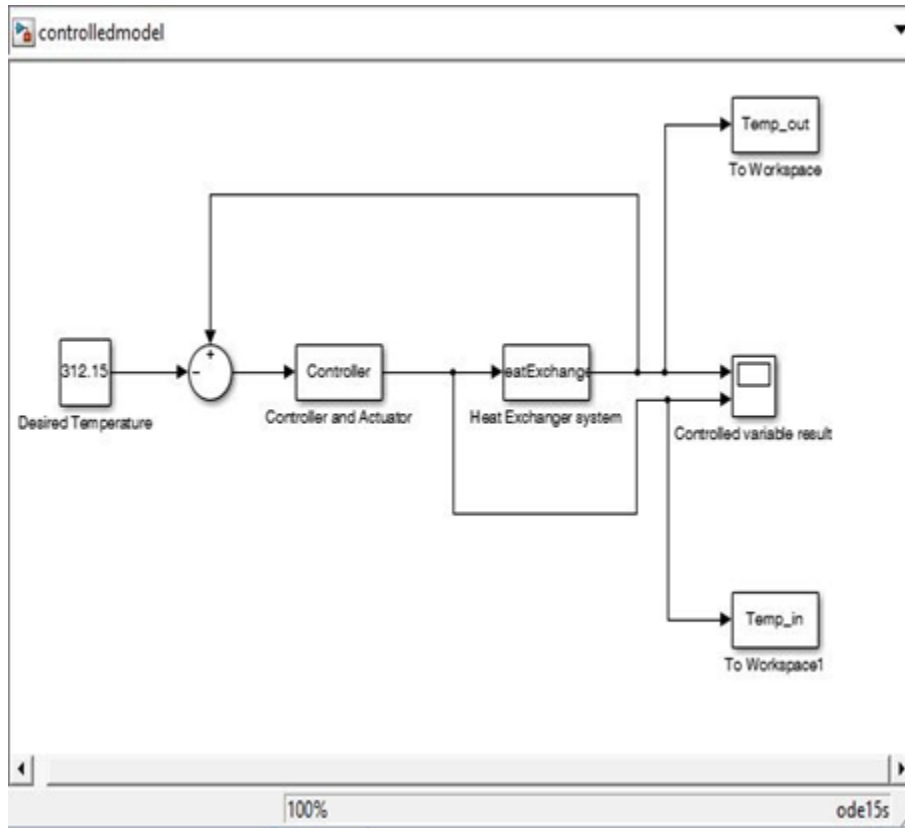 controlledmodel
Temp_out
To Workspace
+
−
312.15
Desired Temperature
Controller
Controller and Actuator
eatExchange
Heat Exchanger system
Controlled variable result
Temp_in
To Workspace1
100%
ode15s